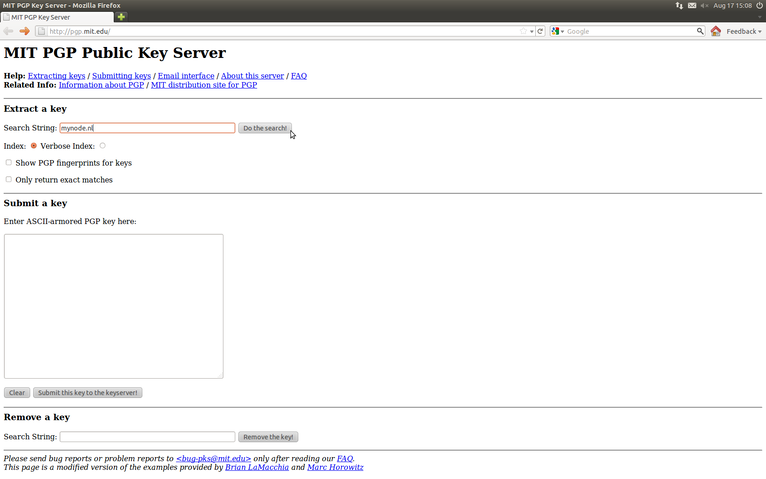 MIT PGP Key Server - Mozilla Firefox
Aug 17 15:08
MIT PGP Key Server
http://pgp.mit.edu/
Google
Feedback
MIT PGP Public Key Server
Help: Extracting keys / Submitting keys / Email interface / About this server / FAQ
Related Info: Information about PGP / MIT distribution site for PGP
Extract a key
Search String: mynode.nl Do the search!
Index: Verbose Index:
Show PGP fingerprints for keys
Only return exact matches
Submit a key
Enter ASCII-armored PGP key here:
Clear Submit this key to the keyserver!
Remove a key
Search String: Remove the key!
Please send bug reports or problem reports to <bug-pks@mit.edu> only after reading our FAQ.
This page is a modified version of the examples provided by Brian LaMacchia and Marc Horowitz